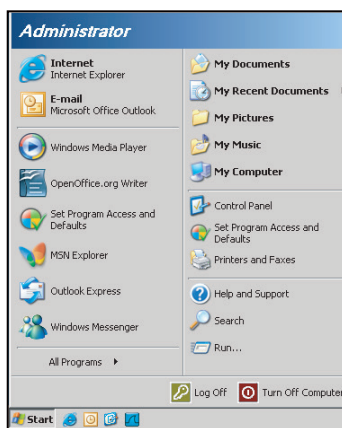 Administrator
Internet
Internet Explorer
E-mail
Microsoft Office Outlook
Windows Media Player
OpenOffice.org Writer
Set Program Access and
Defaults
MSN Explorer
Outlook Express
Windows Messenger
All Programs
My Documents
My Recent Documents
My Pictures
My Music
My Computer
Control Panel
Set Program Access and
Defaults
Printers and Faxes
Help and Support
Search
Run...
Log Off
Turn Off Computer
Start